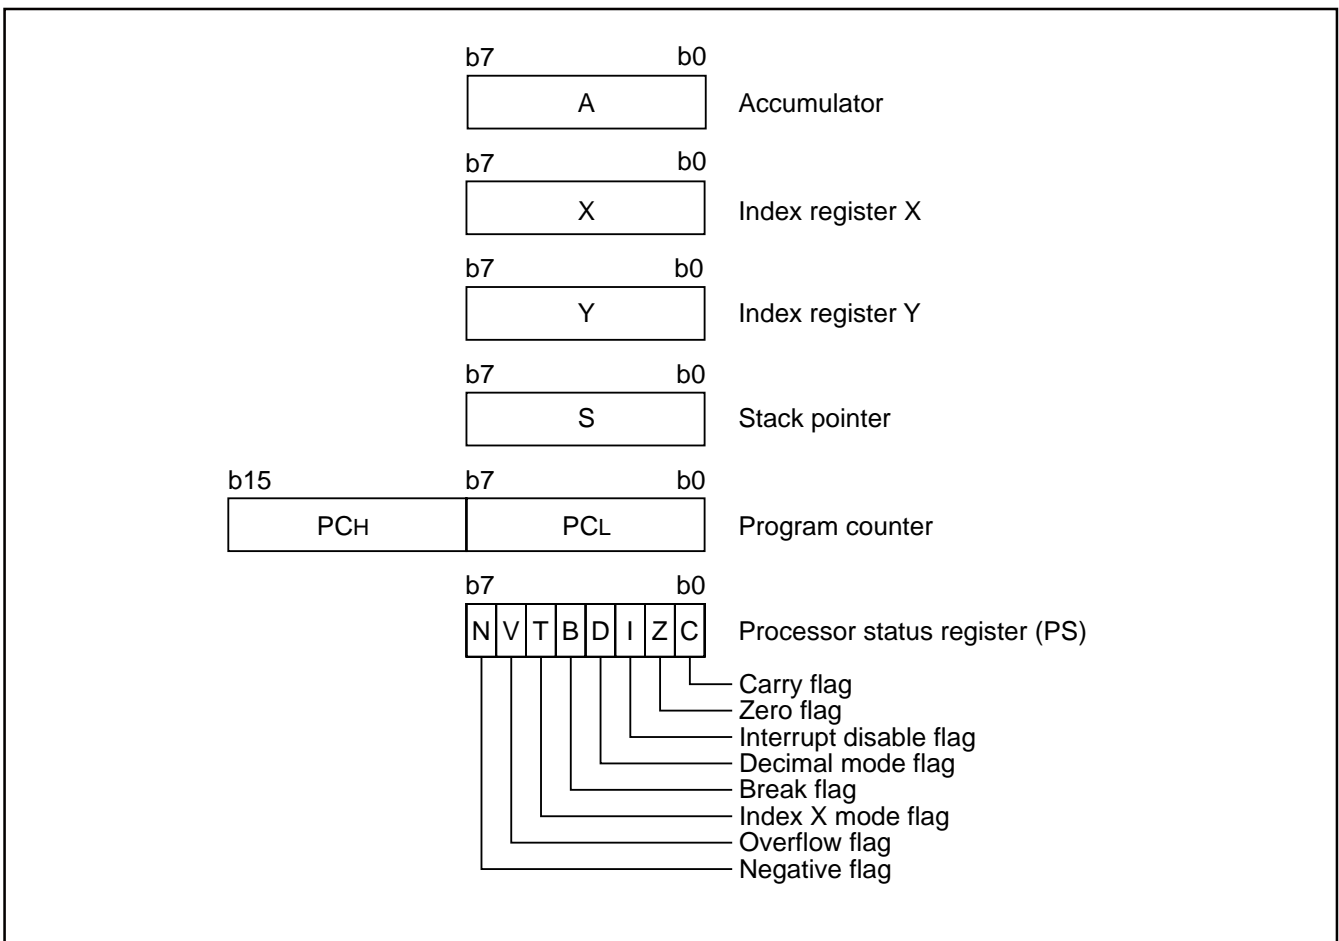 b7 b0
A Accumulator
b7 b0
X Index register X
b7 b0
Y Index register Y
b7 b0
S Stack pointer
b15 b7 b0
PCH PCL Program counter
b7 b0
N V T B D I Z C Processor status register (PS)
Carry flag
Zero flag
Interrupt disable flag
Decimal mode flag
Break flag
Index X mode flag
Overflow flag
Negative flag